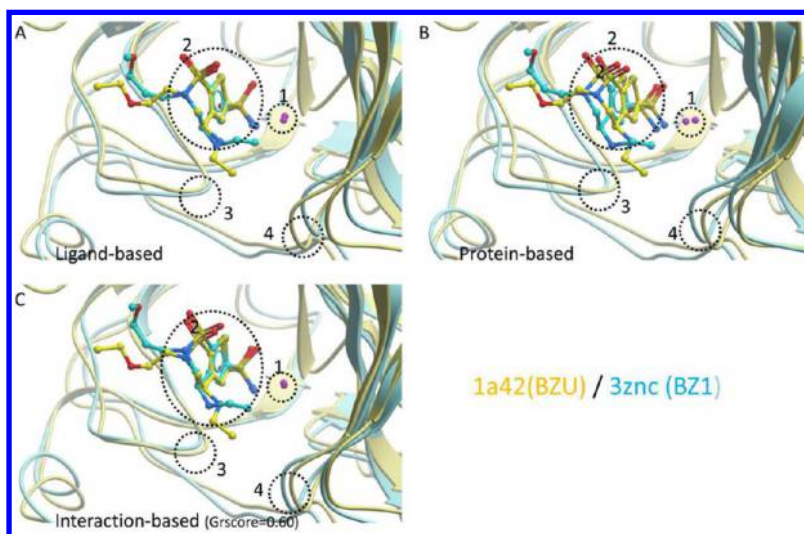 A
2
1
3
4
Ligand-based
B
2
2
1
3
4
Protein-based
C
2
1
3
4
Interaction-based (Grscore=0.60)
1a42(BZU) / 3znc (BZ1)